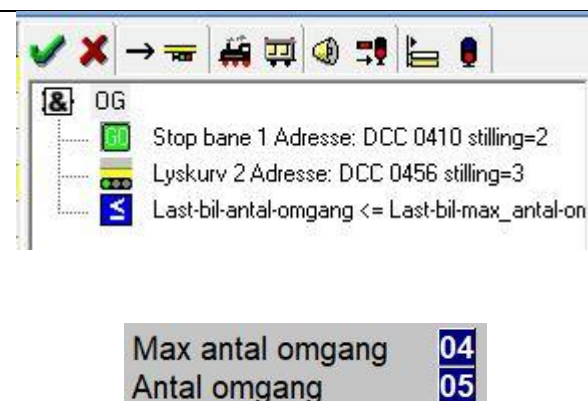 & OG
GO Stop bane 1 Adresse: DCC 0410 stilling=2
Lyskurv 2 Adresse: DCC 0456 stilling=3
≤ Last-bil-antal-omgang <= Last-bil-max_antal-on
Max antal omgang 04
Antal omgang 05